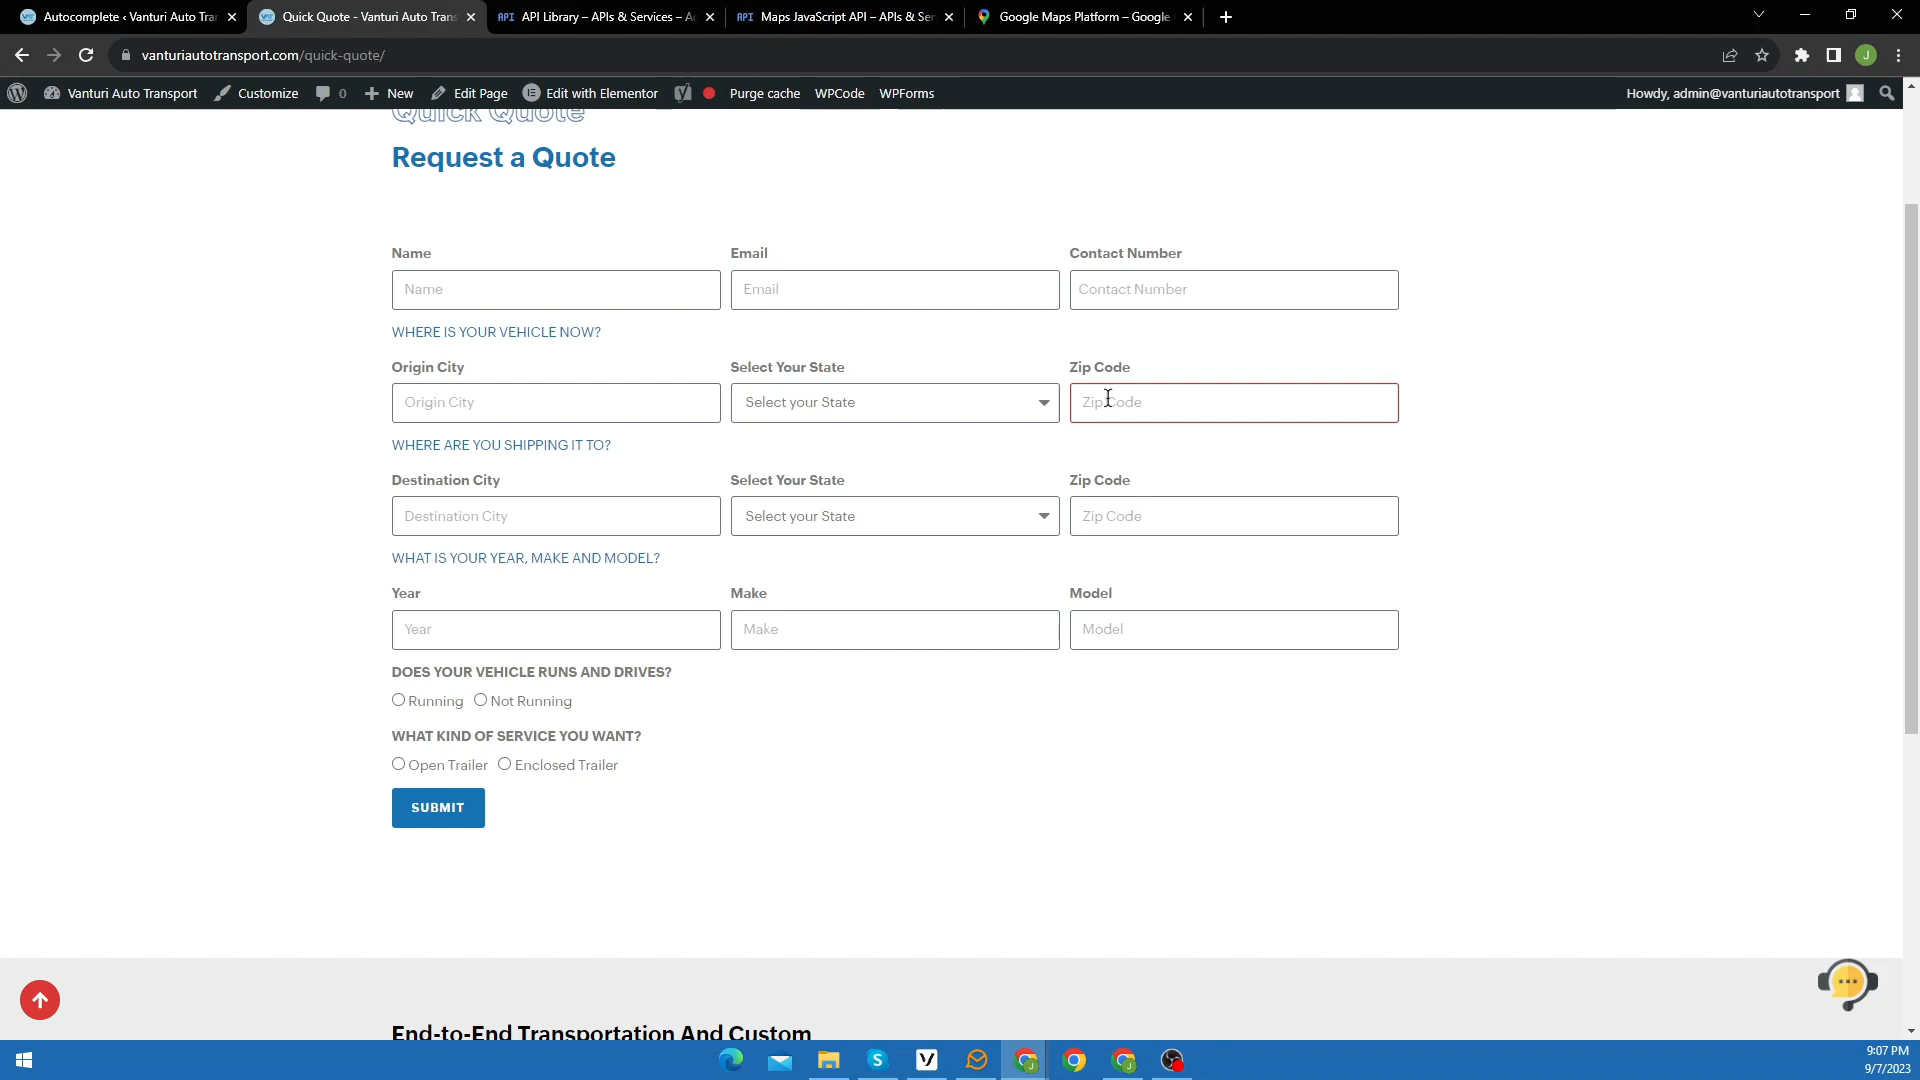 Autocomplete ‹ Vanturi Auto Tra
Quick Quote - Vanturi Auto Trans
API API Library – APIs & Services – Ac
API Maps JavaScript API – APIs & Ser
Google Maps Platform – Google
vanturiautotransport.com/quick-quote/
J
Vanturi Auto Transport Customize 0 New Edit Page Edit with Elementor Purge cache WPCode WPForms Howdy, admin@vanturiautotransport
Quick Quote
Request a Quote
Name Email Contact Number
Name Email Contact Number
WHERE IS YOUR VEHICLE NOW?
Origin City Select Your State Zip Code
Origin City Select your State Zip Code
WHERE ARE YOU SHIPPING IT TO?
Destination City Select Your State Zip Code
Destination City Select your State Zip Code
WHAT IS YOUR YEAR, MAKE AND MODEL?
Year Make Model
Year Make Model
DOES YOUR VEHICLE RUNS AND DRIVES?
Running Not Running
WHAT KIND OF SERVICE YOU WANT?
Open Trailer Enclosed Trailer
SUBMIT
End-to-End Transportation And Custom
9:07 PM
9/7/2023